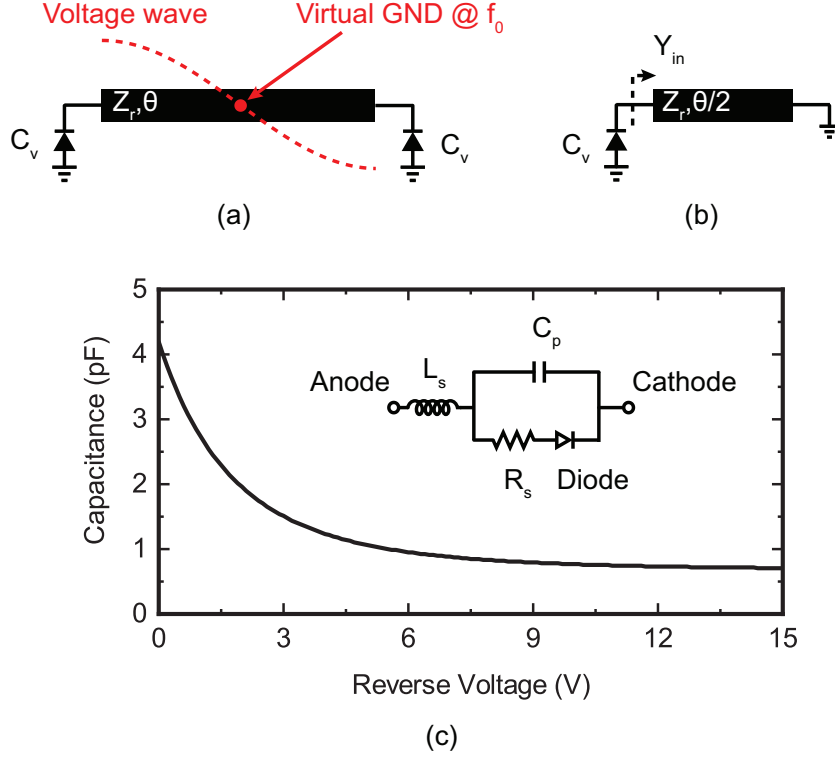 Voltage wave
Virtual GND @ f₀
Zᵣ,θ
Cᵥ
Cᵥ
(a)
Yᵢₙ
Zᵣ,θ/2
Cᵥ
(b)
Capacitance (pF)
5
4
3
2
1
0
Cₚ
Anode
Lₛ
Cathode
Rₛ
Diode
0
3
6
9
12
15
Reverse Voltage (V)
(c)